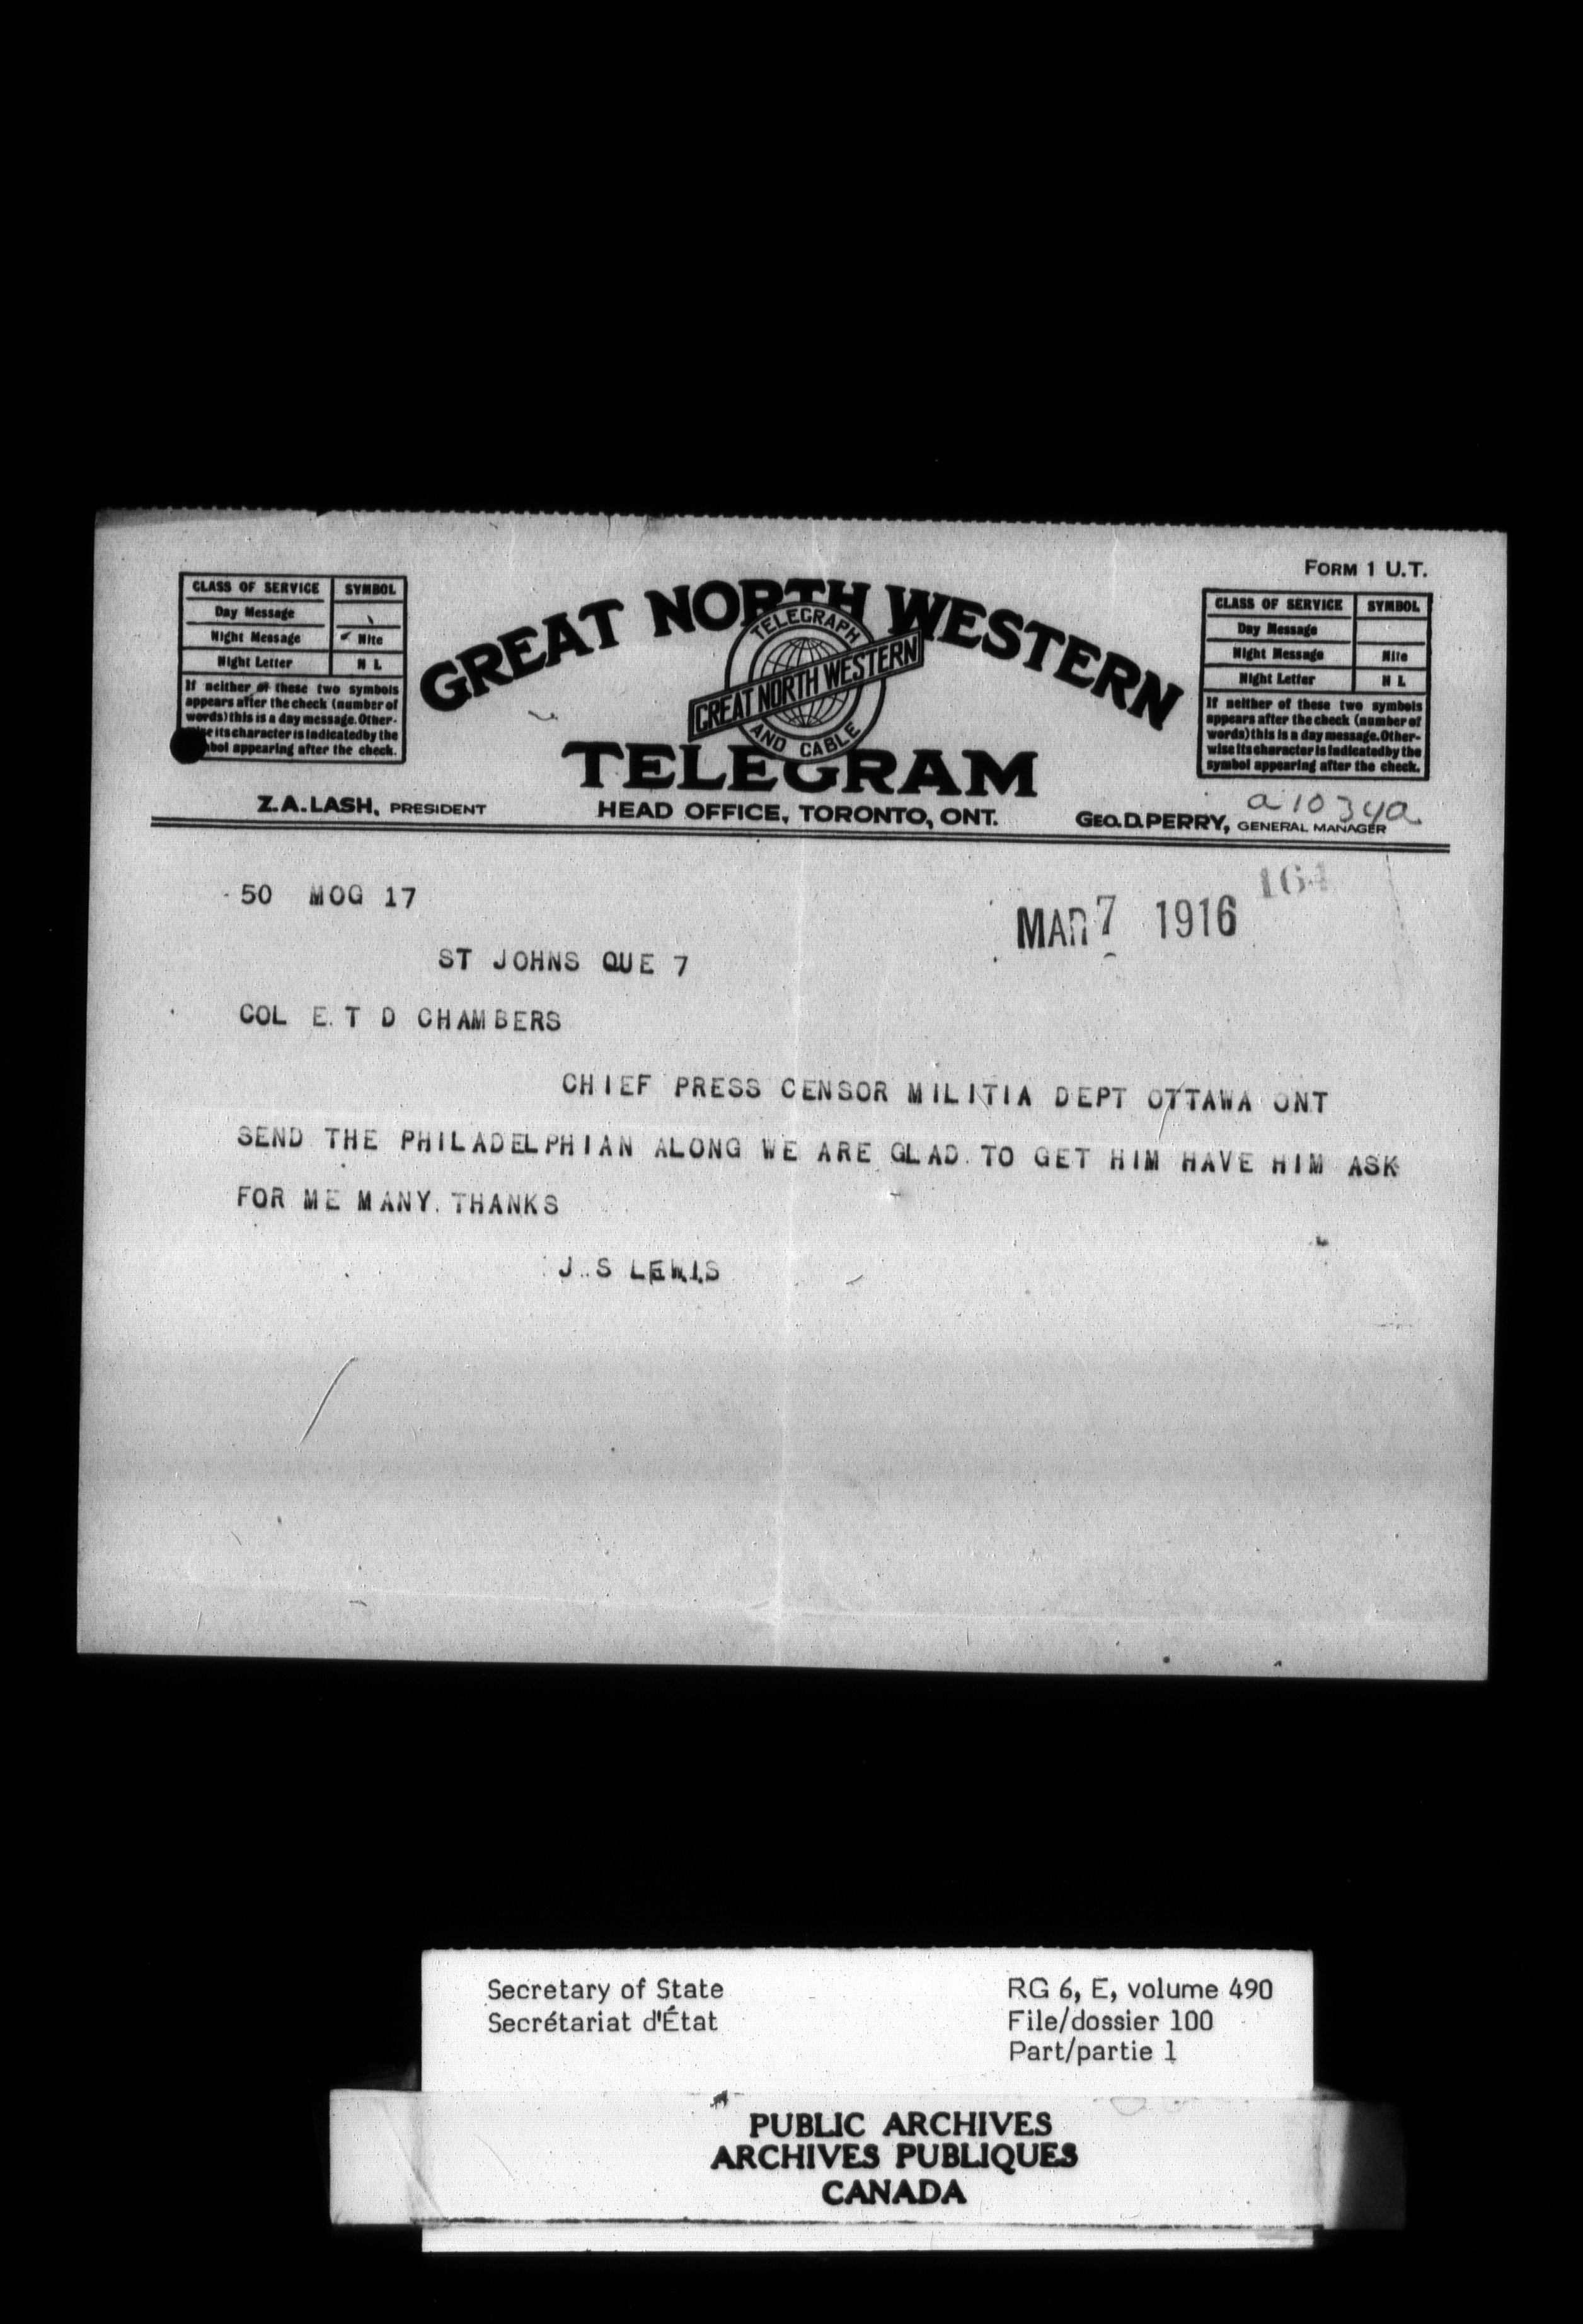 FORM 1 U.T.
CLASS OF SERVICE SYMBOL
Day Message
Night Message Nite
Night Letter N L
If neither of these two symbols
appears after the check (number of
words) this is a day message. Other-
its character is indicatedby the
appearing after the check.
GREAT NORTH WESTERN
TELEGRAPH
GREAT NORTH WESTERN
AND CABLE
TELEGRAM
CLASS OF SERVICE SYMBOL
Day Message
Night Message Nite
Night Letter N L
If neither of these two symbols
appears after the check (number of
words) this is a day message. Other-
wise its character is indicatedby the
symbol appearing after the check.
Z.A. LASH, PRESIDENT
HEAD OFFICE, TORONTO, ONT.
GEO. D. PERRY, GENERAL MANAGER
a 10 34a
164
50 MOG 17
MAR 7 1916
ST JOHNS QUE 7
COL E.T D CHAMBERS
CHIEF PRESS CENSOR MILITIA DEPT OTTAWA ONT
SEND THE PHILADELPHIAN ALONG WE ARE GLAD TO GET HIM HAVE HIM ASK
FOR ME MANY. THANKS
J.S LEWIS
Secretary of State
Secrétariat d'État
RG 6, E, volume 490
File/dossier 100
Part/partie 1
PUBLIC ARCHIVES
ARCHIVES PUBLIQUES
CANADA